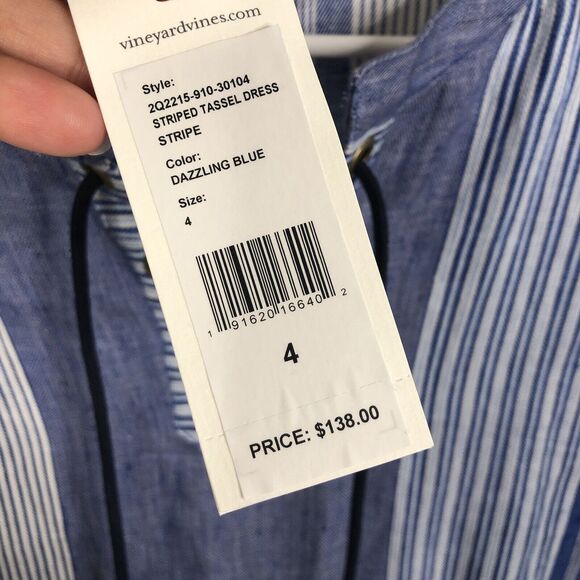 vineyardvines.com
Style:
2Q2215-910-30104
STRIPED TASSEL DRESS
STRIPE
Color:
DAZZLING BLUE
Size:
4
1 91620 16640 2
4
PRICE: $138.00